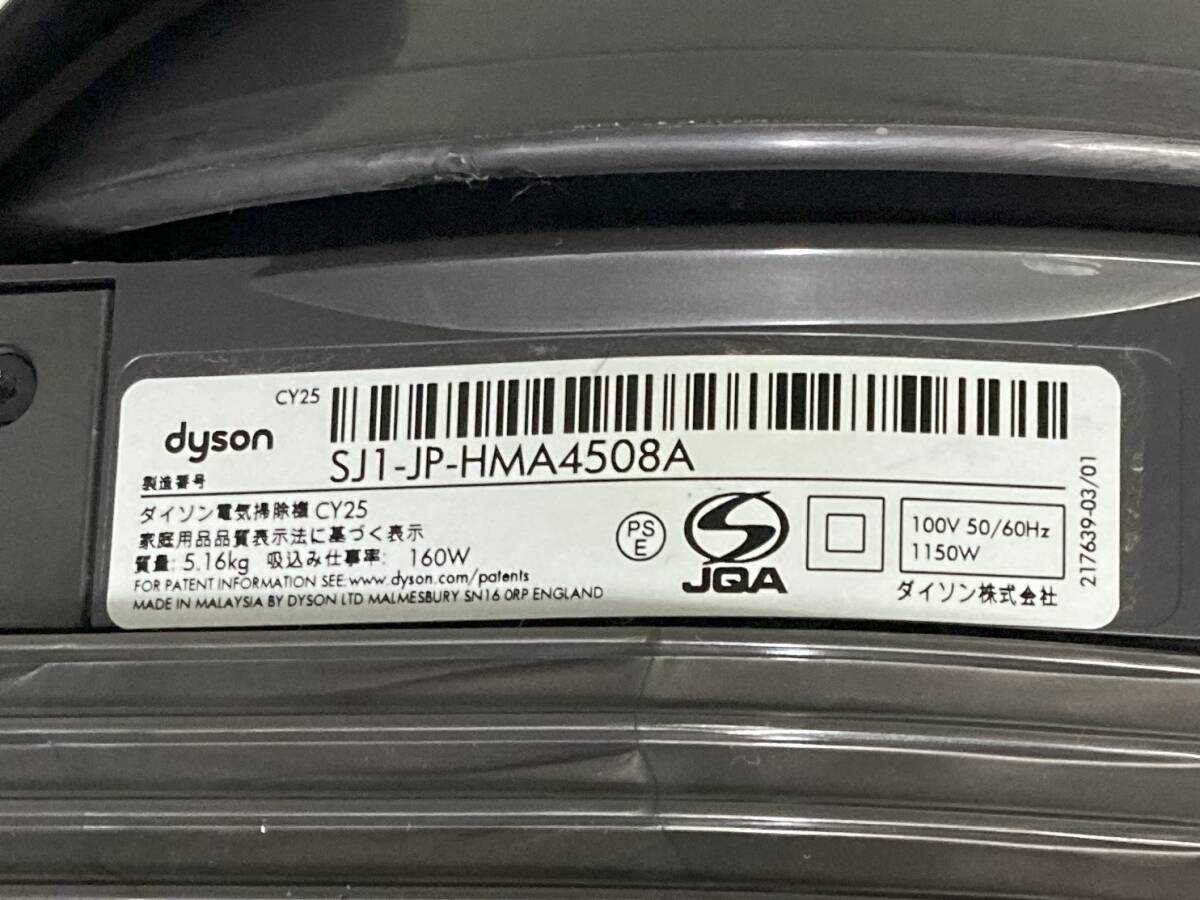 CY25
dyson
SJ1-JP-HMA4508A
製造番号
ダイソン電気掃除機 CY25
家庭用品品質表示法に基づく表示
質量: 5.16kg 吸込み仕事率: 160W
FOR PATENT INFORMATION SEE: www.dyson.com/patents
MADE IN MALAYSIA BY DYSON LTD MALMESBURY SN16 0RP ENGLAND
PS
E
JQA
100V 50/60Hz
1150W
ダイソン株式会社
217639-03/01